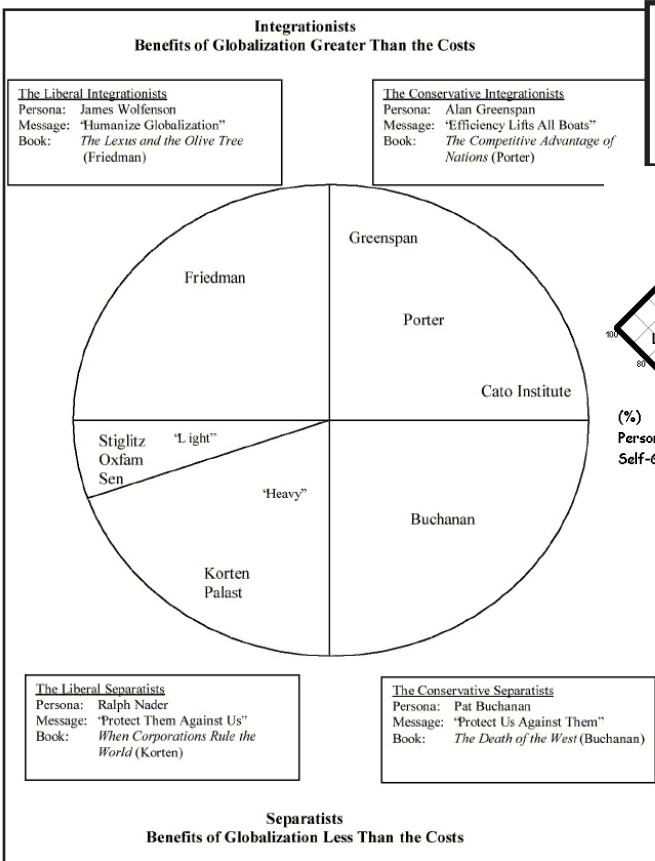 Integrationists
Benefits of Globalization Greater Than the Costs
The Liberal Integrationists
Persona: James Wolfenson
Message: “Humanize Globalization”
Book: The Lexus and the Olive Tree
(Friedman)
The Conservative Integrationists
Persona: Alan Greenspan
Message: “Efficiency Lifts All Boats”
Book: The Competitive Advantage of
Nations (Porter)
Greenspan
Friedman
Porter
Cato Institute
Stiglitz
Oxfam
Sen
“Light”
“Heavy”
Buchanan
Korten
Palast
100
80
(%)
Perso
Self-
The Liberal Separatists
Persona: Ralph Nader
Message: “Protect Them Against Us”
Book: When Corporations Rule the
World (Korten)
The Conservative Separatists
Persona: Pat Buchanan
Message: “Protect Us Against Them”
Book: The Death of the West (Buchanan)
Separatists
Benefits of Globalization Less Than the Costs